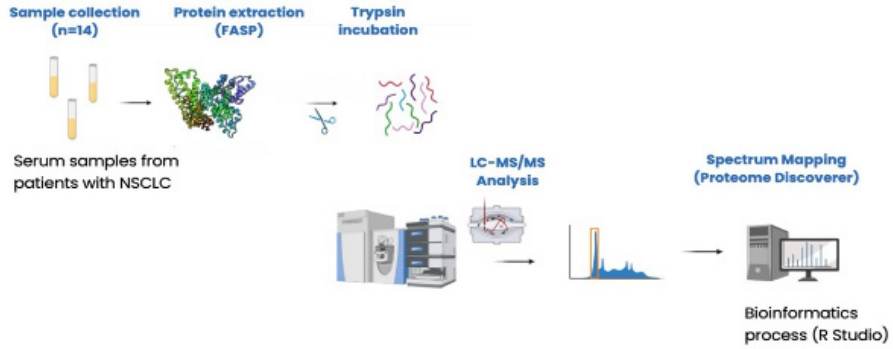 Sample collection
(n=14)
Protein extraction
(FASP)
Trypsin
incubation
Serum samples from
patients with NSCLC
LC-MS/MS
Analysis
Spectrum Mapping
(Proteome Discoverer)
Bioinformatics
process (R Studio)